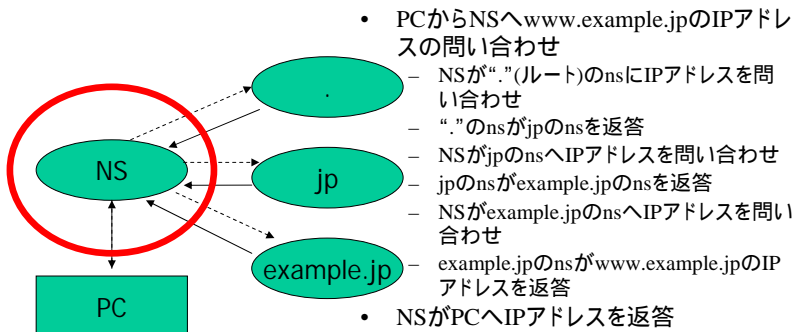 • PCからNSへwww.example.jpのIPアドレ
スの問い合わせ
– NSが“.”(ルート)のnsにIPアドレスを問
い合わせ
– “.”のnsがjpのnsを返答
– NSがjpのnsへIPアドレスを問い合わせ
– jpのnsがexample.jpのnsを返答
– NSがexample.jpのnsへIPアドレスを問い
合わせ
– example.jpのnsがwww.example.jpのIP
アドレスを返答
• NSがPCへIPアドレスを返答
.
NS
jp
example.jp
PC